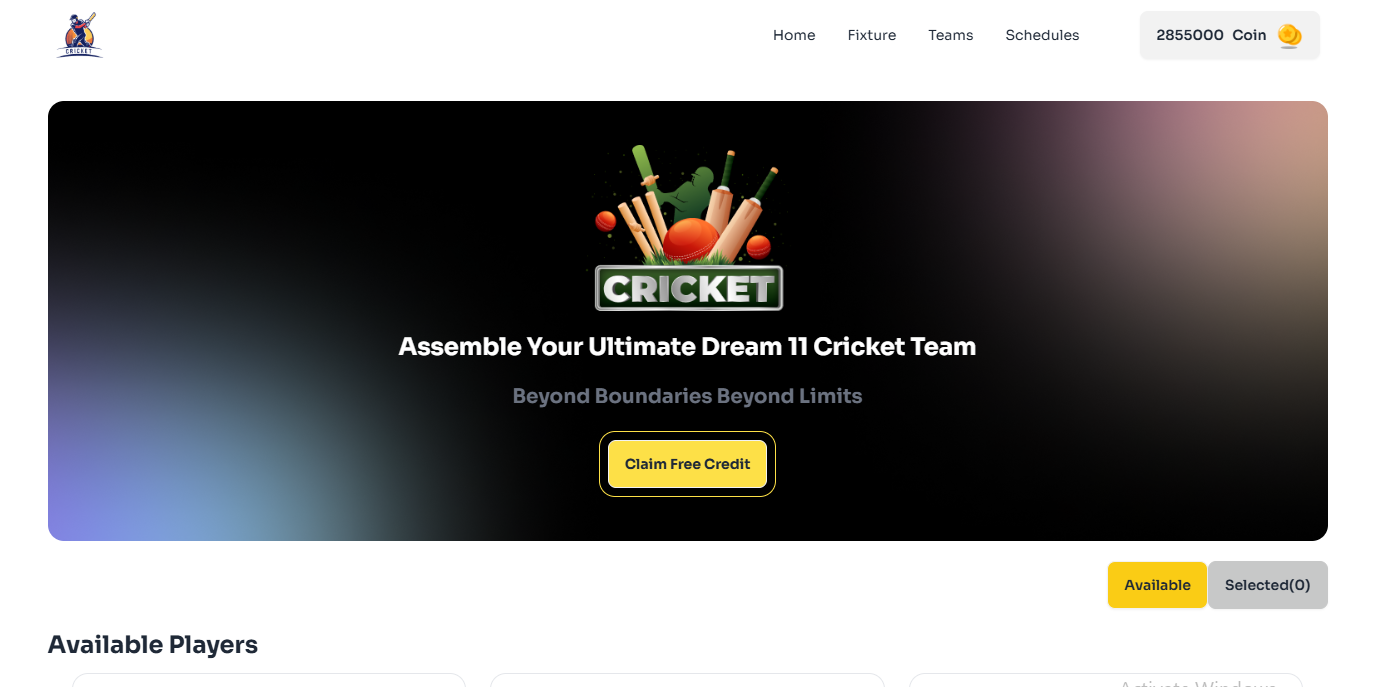 CRICKET
Home Fixture Teams Schedules 2855000 Coin
CRICKET
Assemble Your Ultimate Dream 11 Cricket Team
Beyond Boundaries Beyond Limits
Claim Free Credit
Available Selected(0)
Available Players
Activate Windows